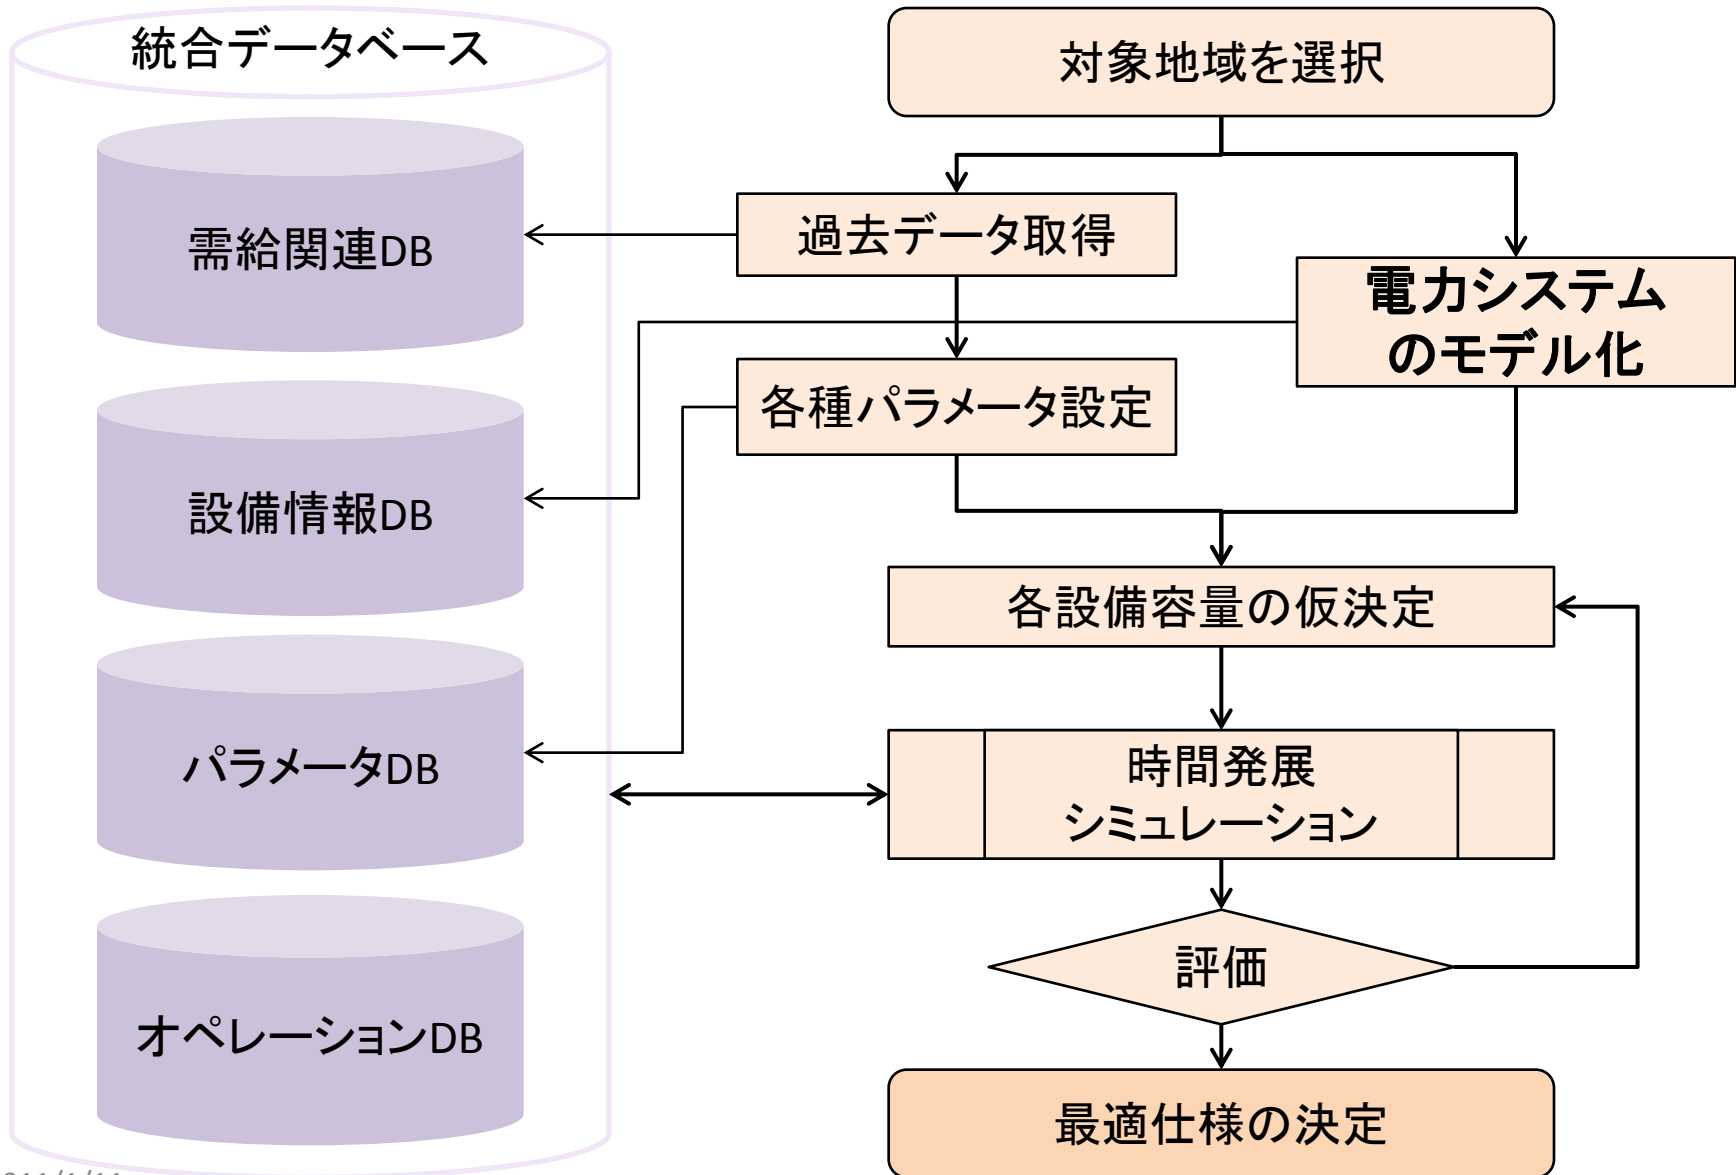 統合データベース
需給関連DB
設備情報DB
パラメータDB
オペレーションDB
対象地域を選択
過去データ取得
電力システム
のモデル化
各種パラメータ設定
各設備容量の仮決定
時間発展
シミュレーション
評価
最適仕様の決定